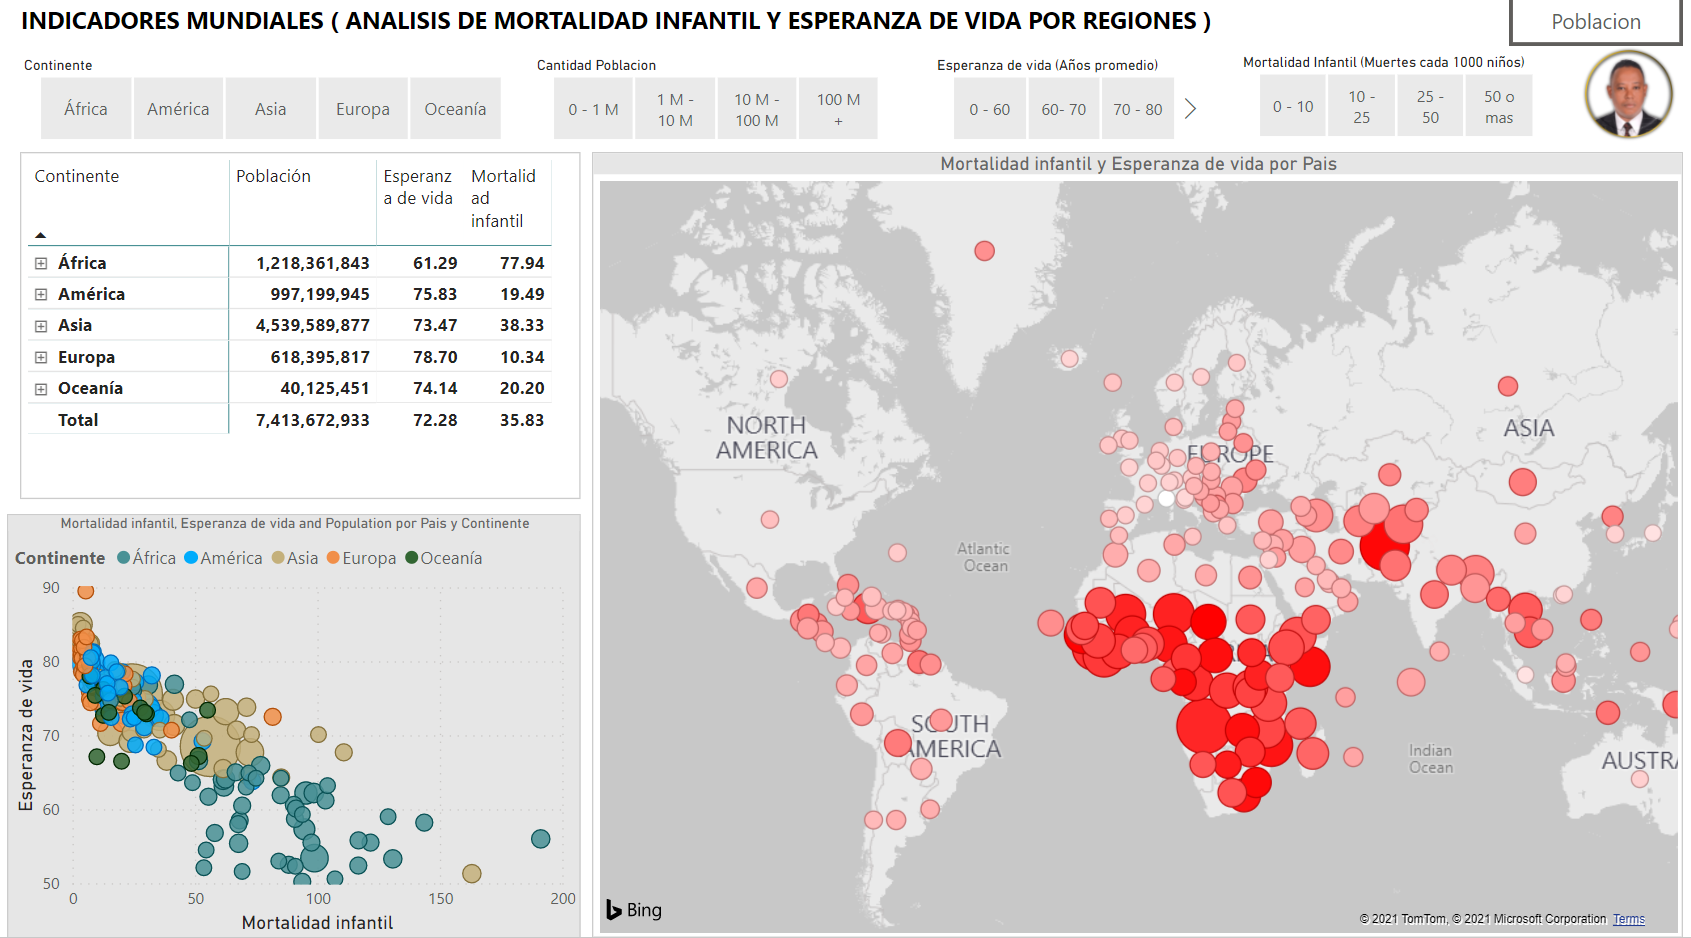 INDICADORES MUNDIALES ( ANALISIS DE MORTALIDAD INFANTIL Y ESPERANZA DE VIDA POR REGIONES )
Poblacion
Continente
África
América
Asia
Europa
Oceanía
Cantidad Poblacion
0 - 1 M
1 M -
10 M
10 M -
100 M
100 M
+
Esperanza de vida (Años promedio)
0 - 60
60- 70
70 - 80
Mortalidad Infantil (Muertes cada 1000 niños)
0 - 10
10 -
25
25 -
50
50 o
mas
Continente Población Esperanz Mortalid
a de vida ad
infantil
África 1,218,361,843 61.29 77.94
América 997,199,945 75.83 19.49
Asia 4,539,589,877 73.47 38.33
Europa 618,395,817 78.70 10.34
Oceanía 40,125,451 74.14 20.20
Total 7,413,672,933 72.28 35.83
Mortalidad infantil, Esperanza de vida and Population por Pais y Continente
Continente África América Asia Europa Oceanía
Esperanza de vida
90
80
70
60
50
0 50 100 150 200
Mortalidad infantil
Mortalidad infantil y Esperanza de vida por Pais
NORTH
AMERICA
EUROPE
ASIA
Atlantic
Ocean
SOUTH
AMERICA
Indian
Ocean
AUSTRA
Bing
© 2021 TomTom, © 2021 Microsoft Corporation Terms